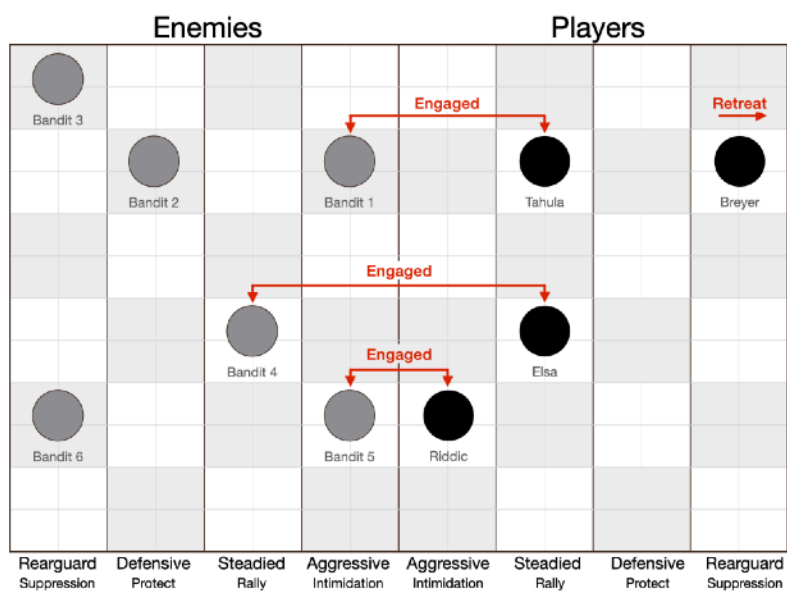 Enemies Players
Engaged Retreat
Bandit 3
Bandit 2 Bandit 1 Tahula Breyer
Engaged
Engaged
Bandit 4 Elsa
Bandit 6 Bandit 5 Riddic
Rearguard Defensive Steadied Aggressive Aggressive Steadied Defensive Rearguard
Suppression Protect Rally Intimidation Intimidation Rally Protect Suppression